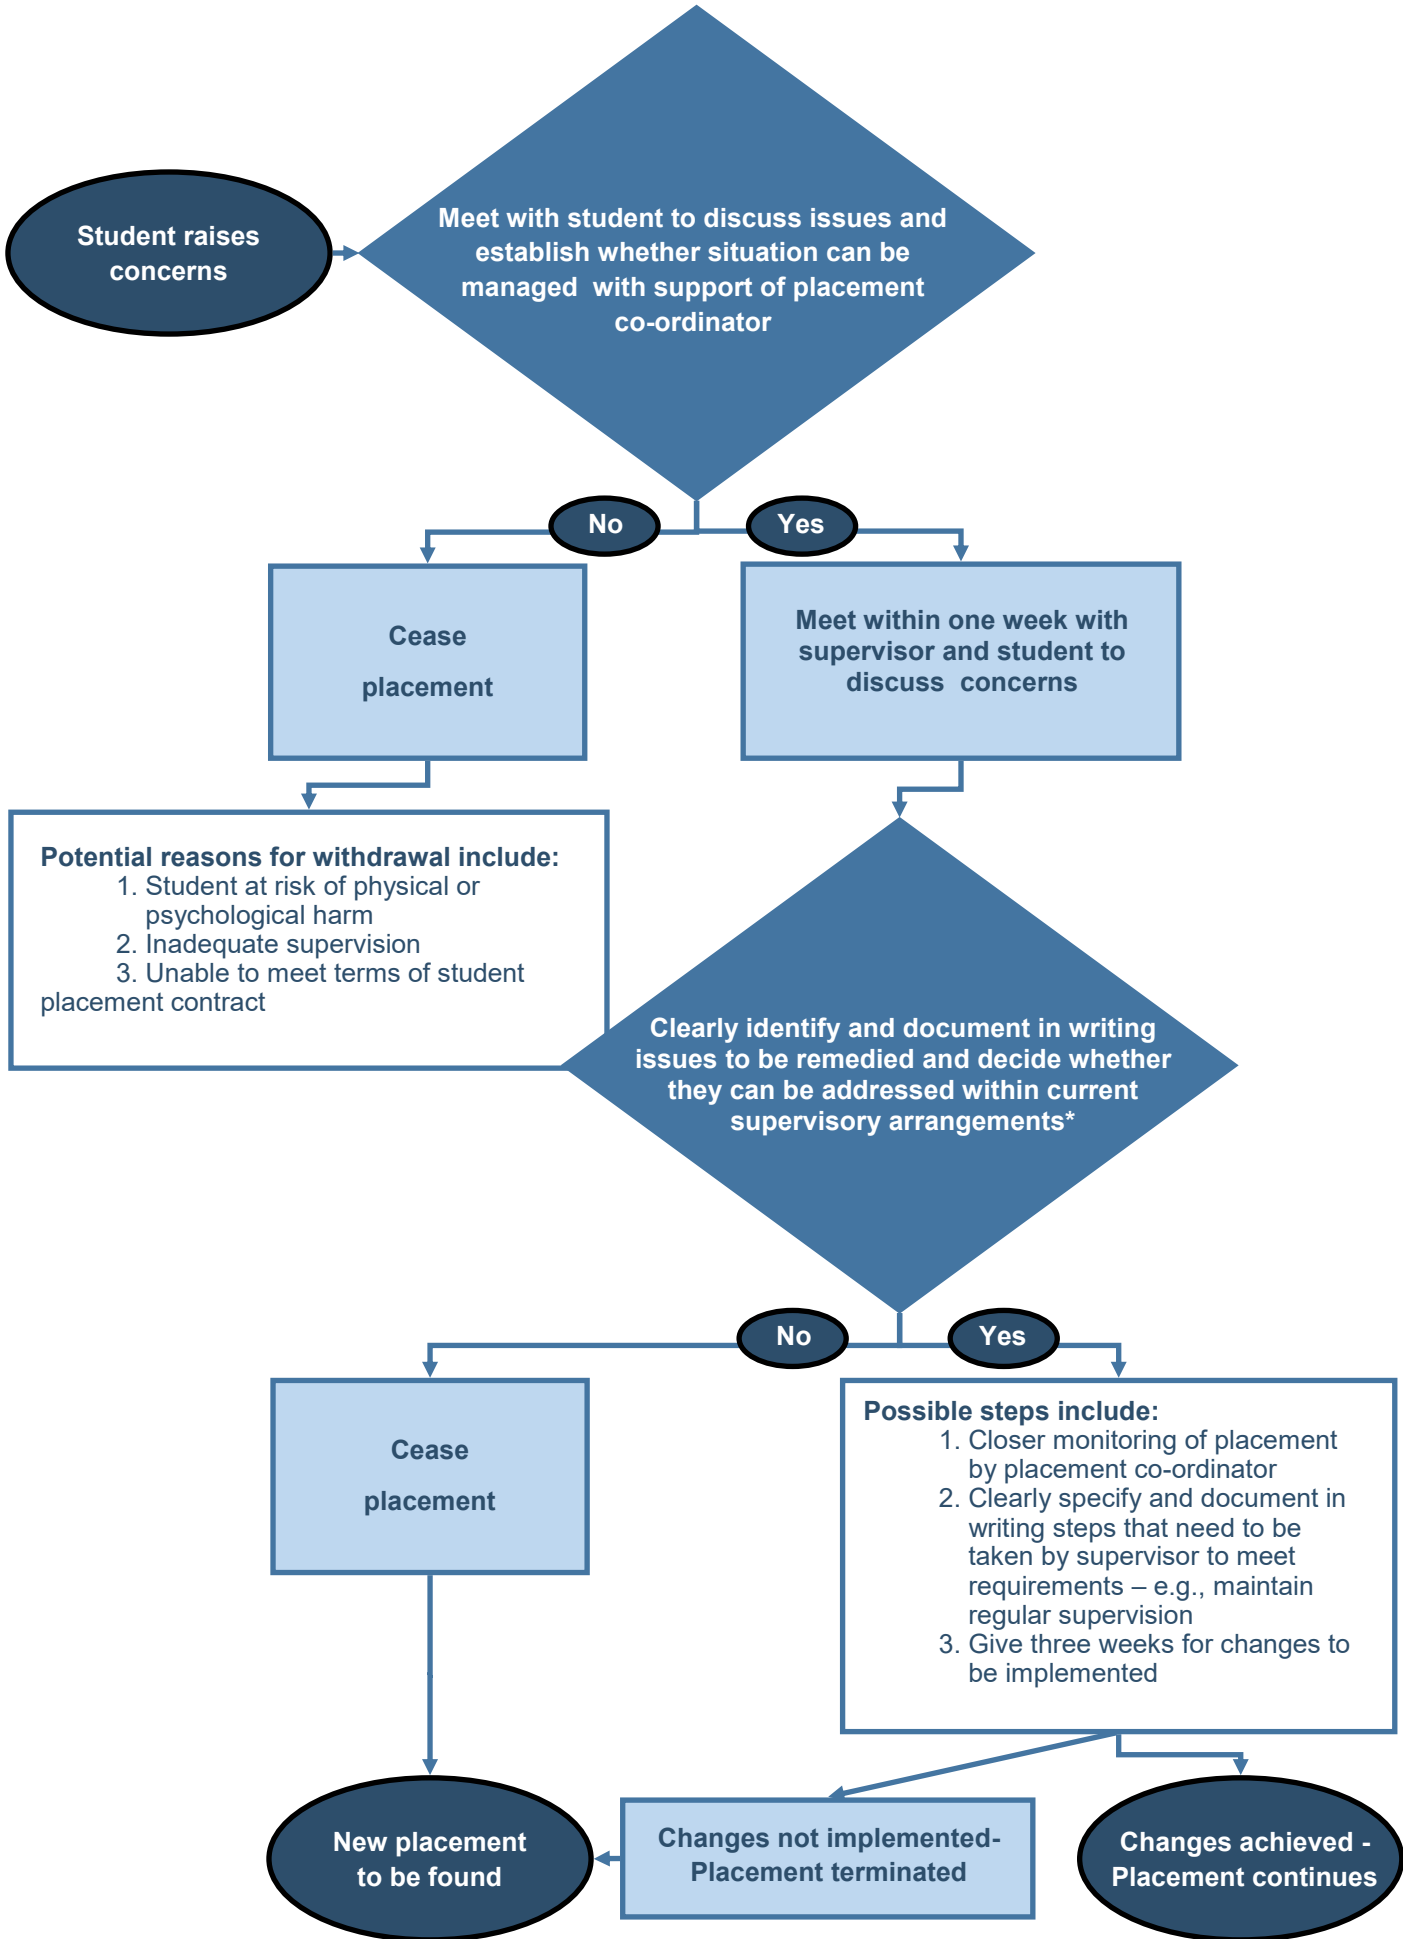 Student raises
concerns
Meet with student to discuss issues and
establish whether situation can be
managed  with support of placement
co-ordinator
No
Yes
Cease
placement
Meet within one week with
supervisor and student to
discuss  concerns
Potential reasons for withdrawal include:
1. Student at risk of physical or
psychological harm
2. Inadequate supervision
3. Unable to meet terms of student
placement contract
Clearly identify and document in writing
issues to be remedied and decide whether
they can be addressed within current
supervisory arrangements*
No
Yes
Cease
placement
Possible steps include:
1. Closer monitoring of placement
by placement co-ordinator
2. Clearly specify and document in
writing steps that need to be
taken by supervisor to meet
requirements – e.g., maintain
regular supervision
3. Give three weeks for changes to
be implemented
New placement
to be found
Changes not implemented-
Placement terminated
Changes achieved -
Placement continues